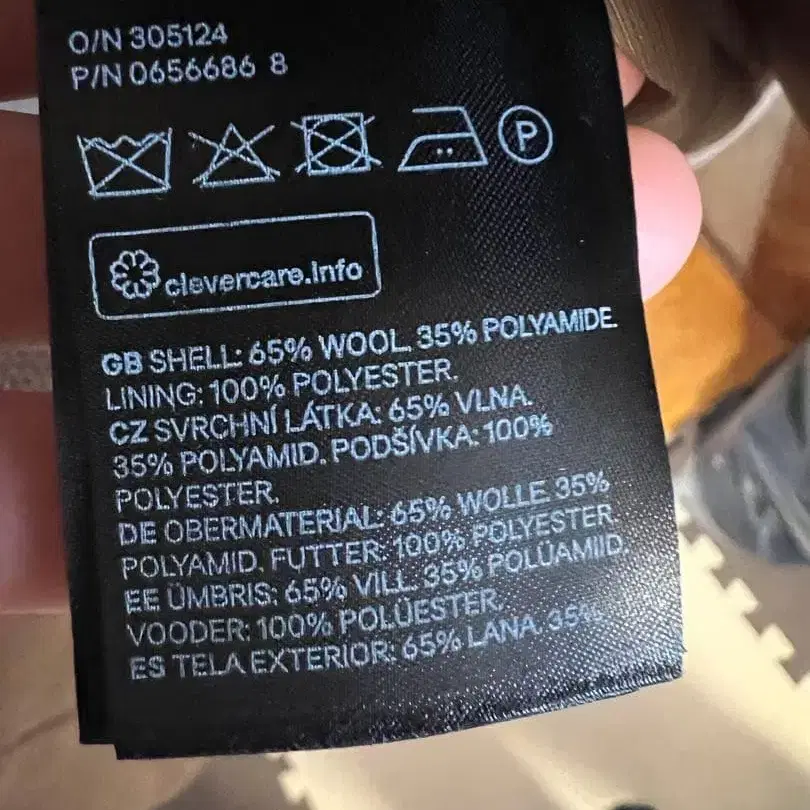 O/N 305124
P/N 0656686 8
P
clevercare.info
GB SHELL: 65% WOOL. 35% POLYAMIDE.
LINING: 100% POLYESTER.
CZ SVRCHNÍ LÁTKA: 65% VLNA.
35% POLYAMID. PODŠÍVKA: 100%
POLYESTER.
DE OBERMATERIAL: 65% WOLLE. 35%
POLYAMID. FUTTER: 100% POLYESTER.
EE ÜMBRIS: 65% VILL. 35% POLÜAMIID.
VOODER: 100% POLÜESTER.
ES TELA EXTERIOR: 65% LANA. 35%